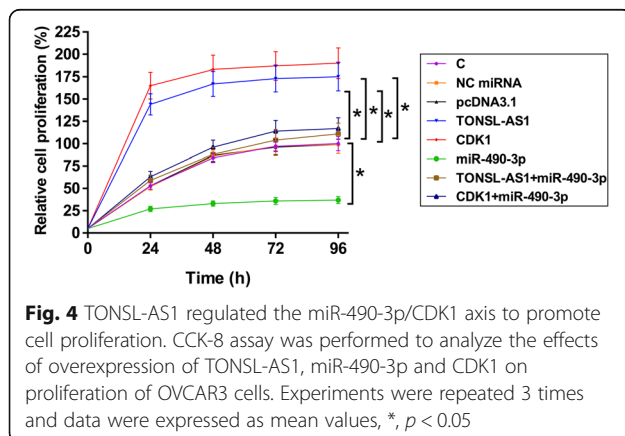 225
200
175
150
125
100
75
50
25
0
Relative cell proliferation (%)
0 24 48 72 96
Time (h)
*
*
*
*
*
C
NC miRNA
pcDNA3.1
TONSL-AS1
CDK1
miR-490-3p
TONSL-AS1+miR-490-3p
CDK1+miR-490-3p
Fig. 4 TONSL-AS1 regulated the miR-490-3p/CDK1 axis to promote
cell proliferation. CCK-8 assay was performed to analyze the effects
of overexpression of TONSL-AS1, miR-490-3p and CDK1 on
proliferation of OVCAR3 cells. Experiments were repeated 3 times
and data were expressed as mean values, *, p < 0.05